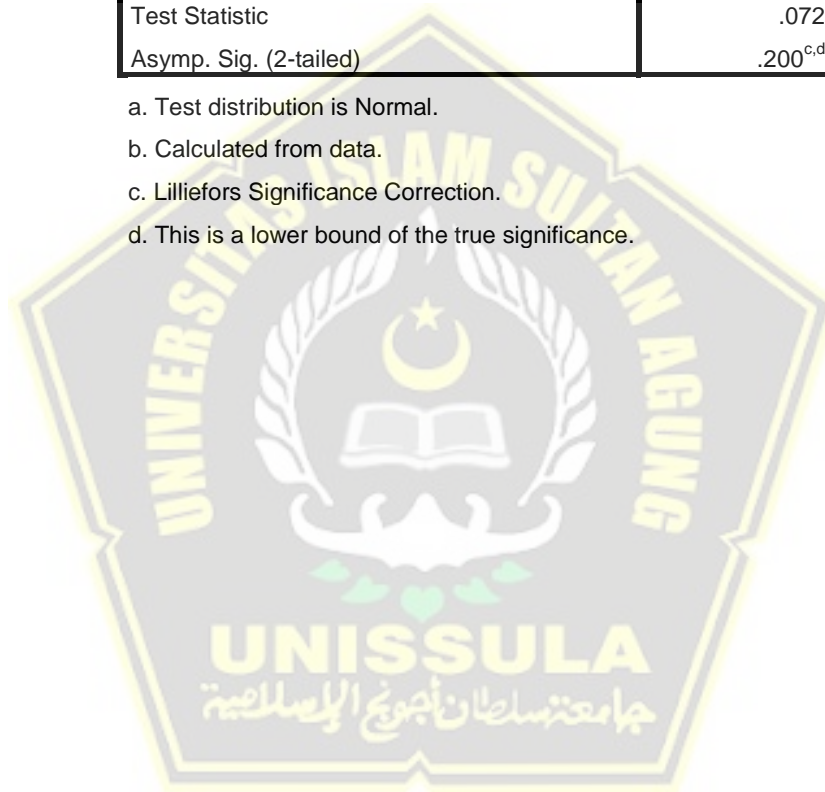 Test Statistic .072
Asymp. Sig. (2-tailed) .200c,d
a. Test distribution is Normal.
b. Calculated from data.
c. Lilliefors Significance Correction.
d. This is a lower bound of the true significance.
UNIVERSITAS ISLAM SULTAN AGUNG
UNISSULA
جامعة سلطان أجونج الإسلامية